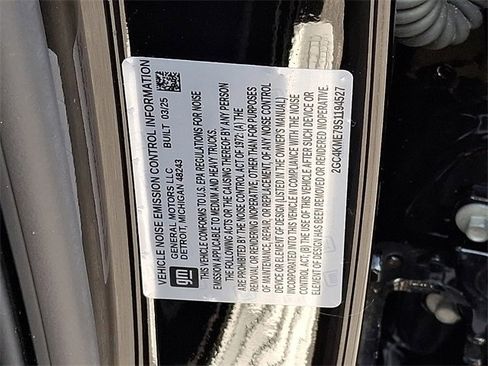 VEHICLE NOISE EMISSION CONTROL INFORMATION
GENERAL MOTORS LLC BUILT 03/25
DETROIT, MICHIGAN 48243
gm
THIS VEHICLE CONFORMS TO U.S. EPA REGULATIONS FOR NOISE
EMISSION APPLICABLE TO MEDIUM AND HEAVY TRUCKS.
THE FOLLOWING ACTS OR THE CAUSING THEREOF BY ANY PERSON
ARE PROHIBITED BY THE NOISE CONTROL ACT OF 1972: (A) THE
REMOVAL OR RENDERING INOPERATIVE, OTHER THAN FOR PURPOSES
OF MAINTENANCE, REPAIR, OR REPLACEMENT, OF ANY NOISE CONTROL
DEVICE OR ELEMENT OF DESIGN (LISTED IN THE OWNER'S MANUAL)
INCORPORATED INTO THIS VEHICLE IN COMPLIANCE WITH THE NOISE
CONTROL ACT; (B) THE USE OF THIS VEHICLE AFTER SUCH DEVICE OR
ELEMENT OF DESIGN HAS BEEN REMOVED OR RENDERED INOPERATIVE.
2GC4KME79S1194527